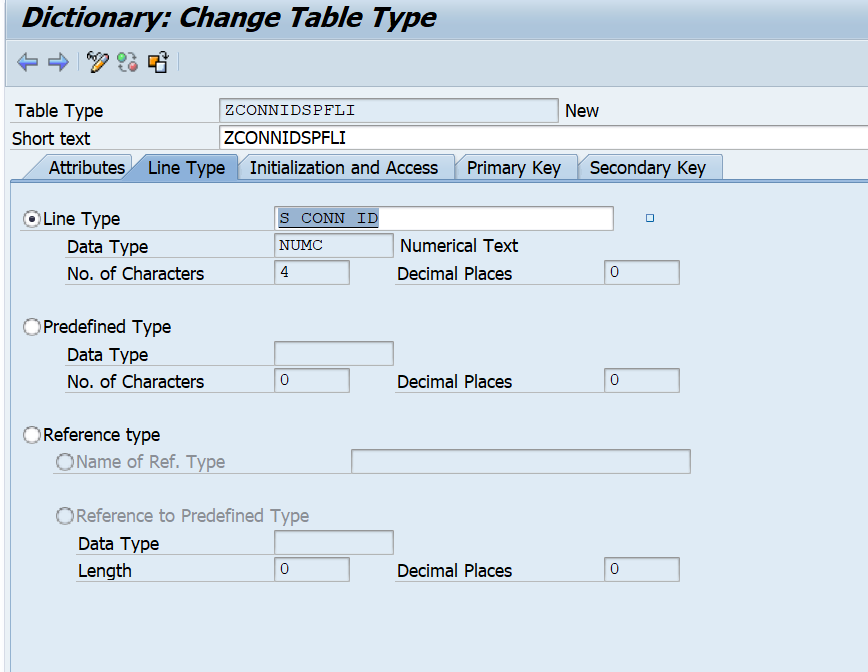 Dictionary: Change Table Type
Table Type ZCONNIDSPFLI New
Short text ZCONNIDSPFLI
Attributes Line Type Initialization and Access Primary Key Secondary Key
Line Type S_CONN_ID
Data Type NUMC Numerical Text
No. of Characters 4 Decimal Places 0
Predefined Type
Data Type
No. of Characters 0 Decimal Places 0
Reference type
Name of Ref. Type
Reference to Predefined Type
Data Type
Length 0 Decimal Places 0